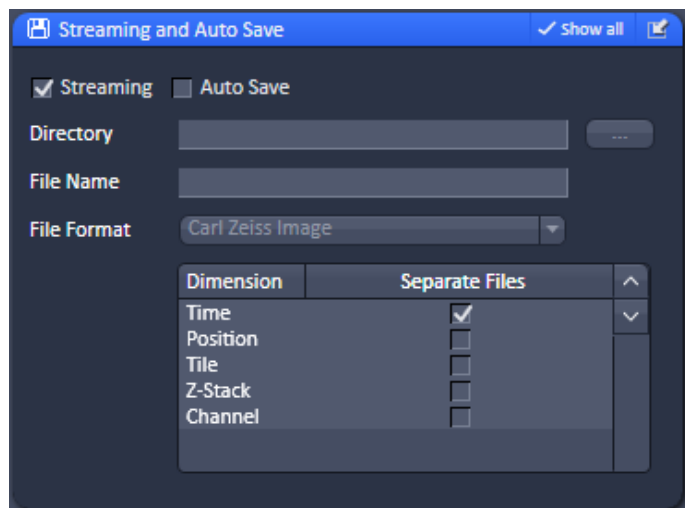 Streaming and Auto Save Show all
Streaming Auto Save
Directory ...
File Name
File Format Carl Zeiss Image
Dimension Separate Files
Time
Position
Tile
Z-Stack
Channel